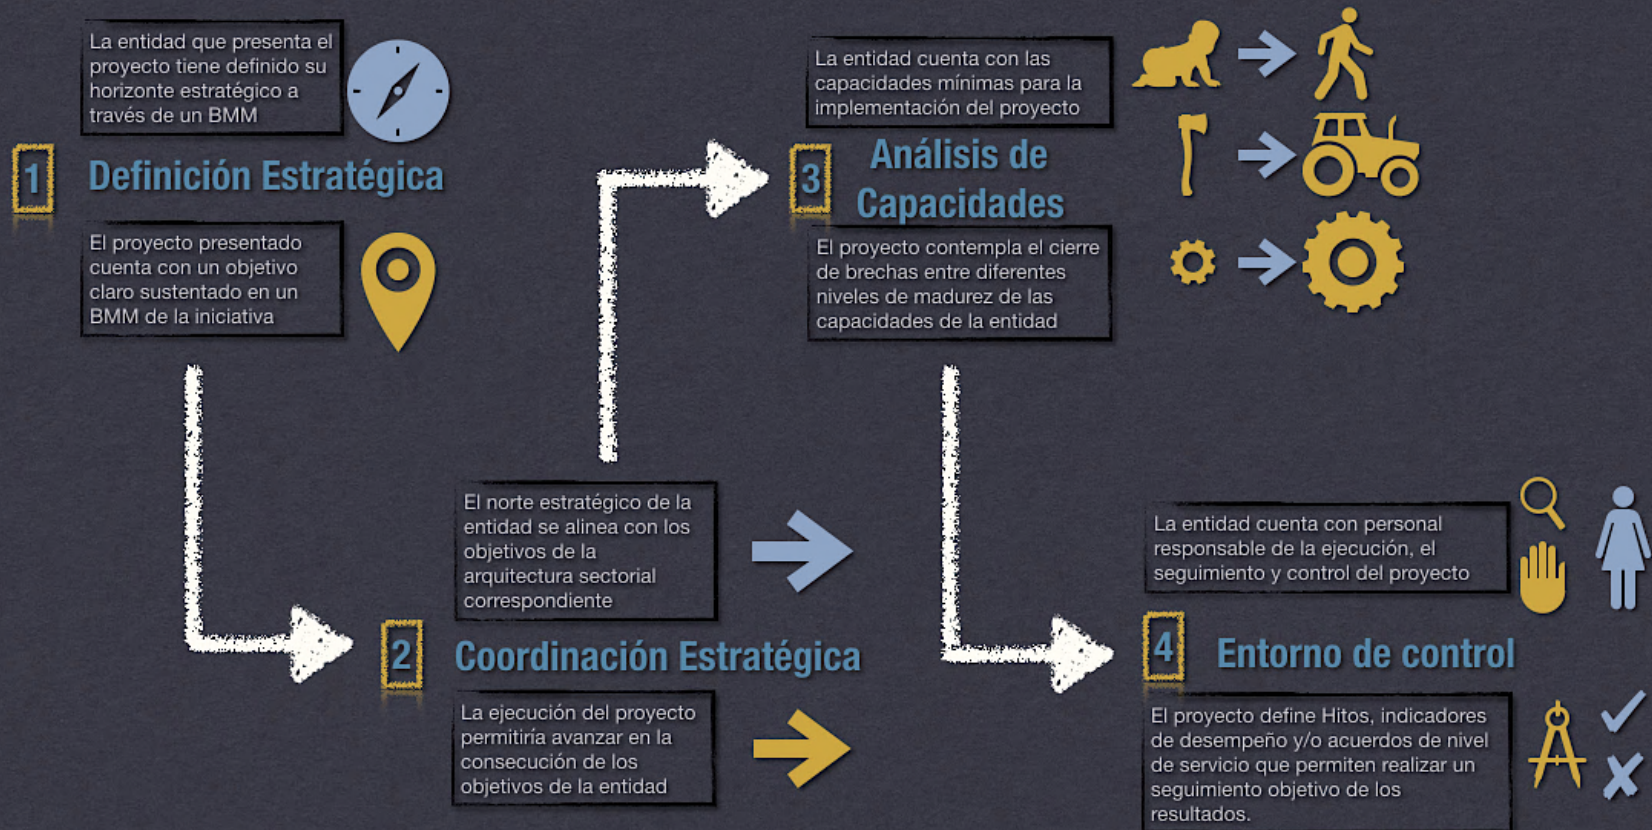 La entidad que presenta el
proyecto tiene definido su
horizonte estratégico a
través de un BMM
1
Definición Estratégica
El proyecto presentado
cuenta con un objetivo
claro sustentado en un
BMM de la iniciativa
El norte estratégico de la
entidad se alinea con los
objetivos de la
arquitectura sectorial
correspondiente
2
Coordinación Estratégica
La ejecución del proyecto
permitiría avanzar en la
consecución de los
objetivos de la entidad
La entidad cuenta con las
capacidades mínimas para la
implementación del proyecto
3
Análisis de
Capacidades
El proyecto contempla el cierre
de brechas entre diferentes
niveles de madurez de las
capacidades de la entidad
La entidad cuenta con personal
responsable de la ejecución, el
seguimiento y control del proyecto
4
Entorno de control
El proyecto define Hitos, indicadores
de desempeño y/o acuerdos de nivel
de servicio que permiten realizar un
seguimiento objetivo de los
resultados.